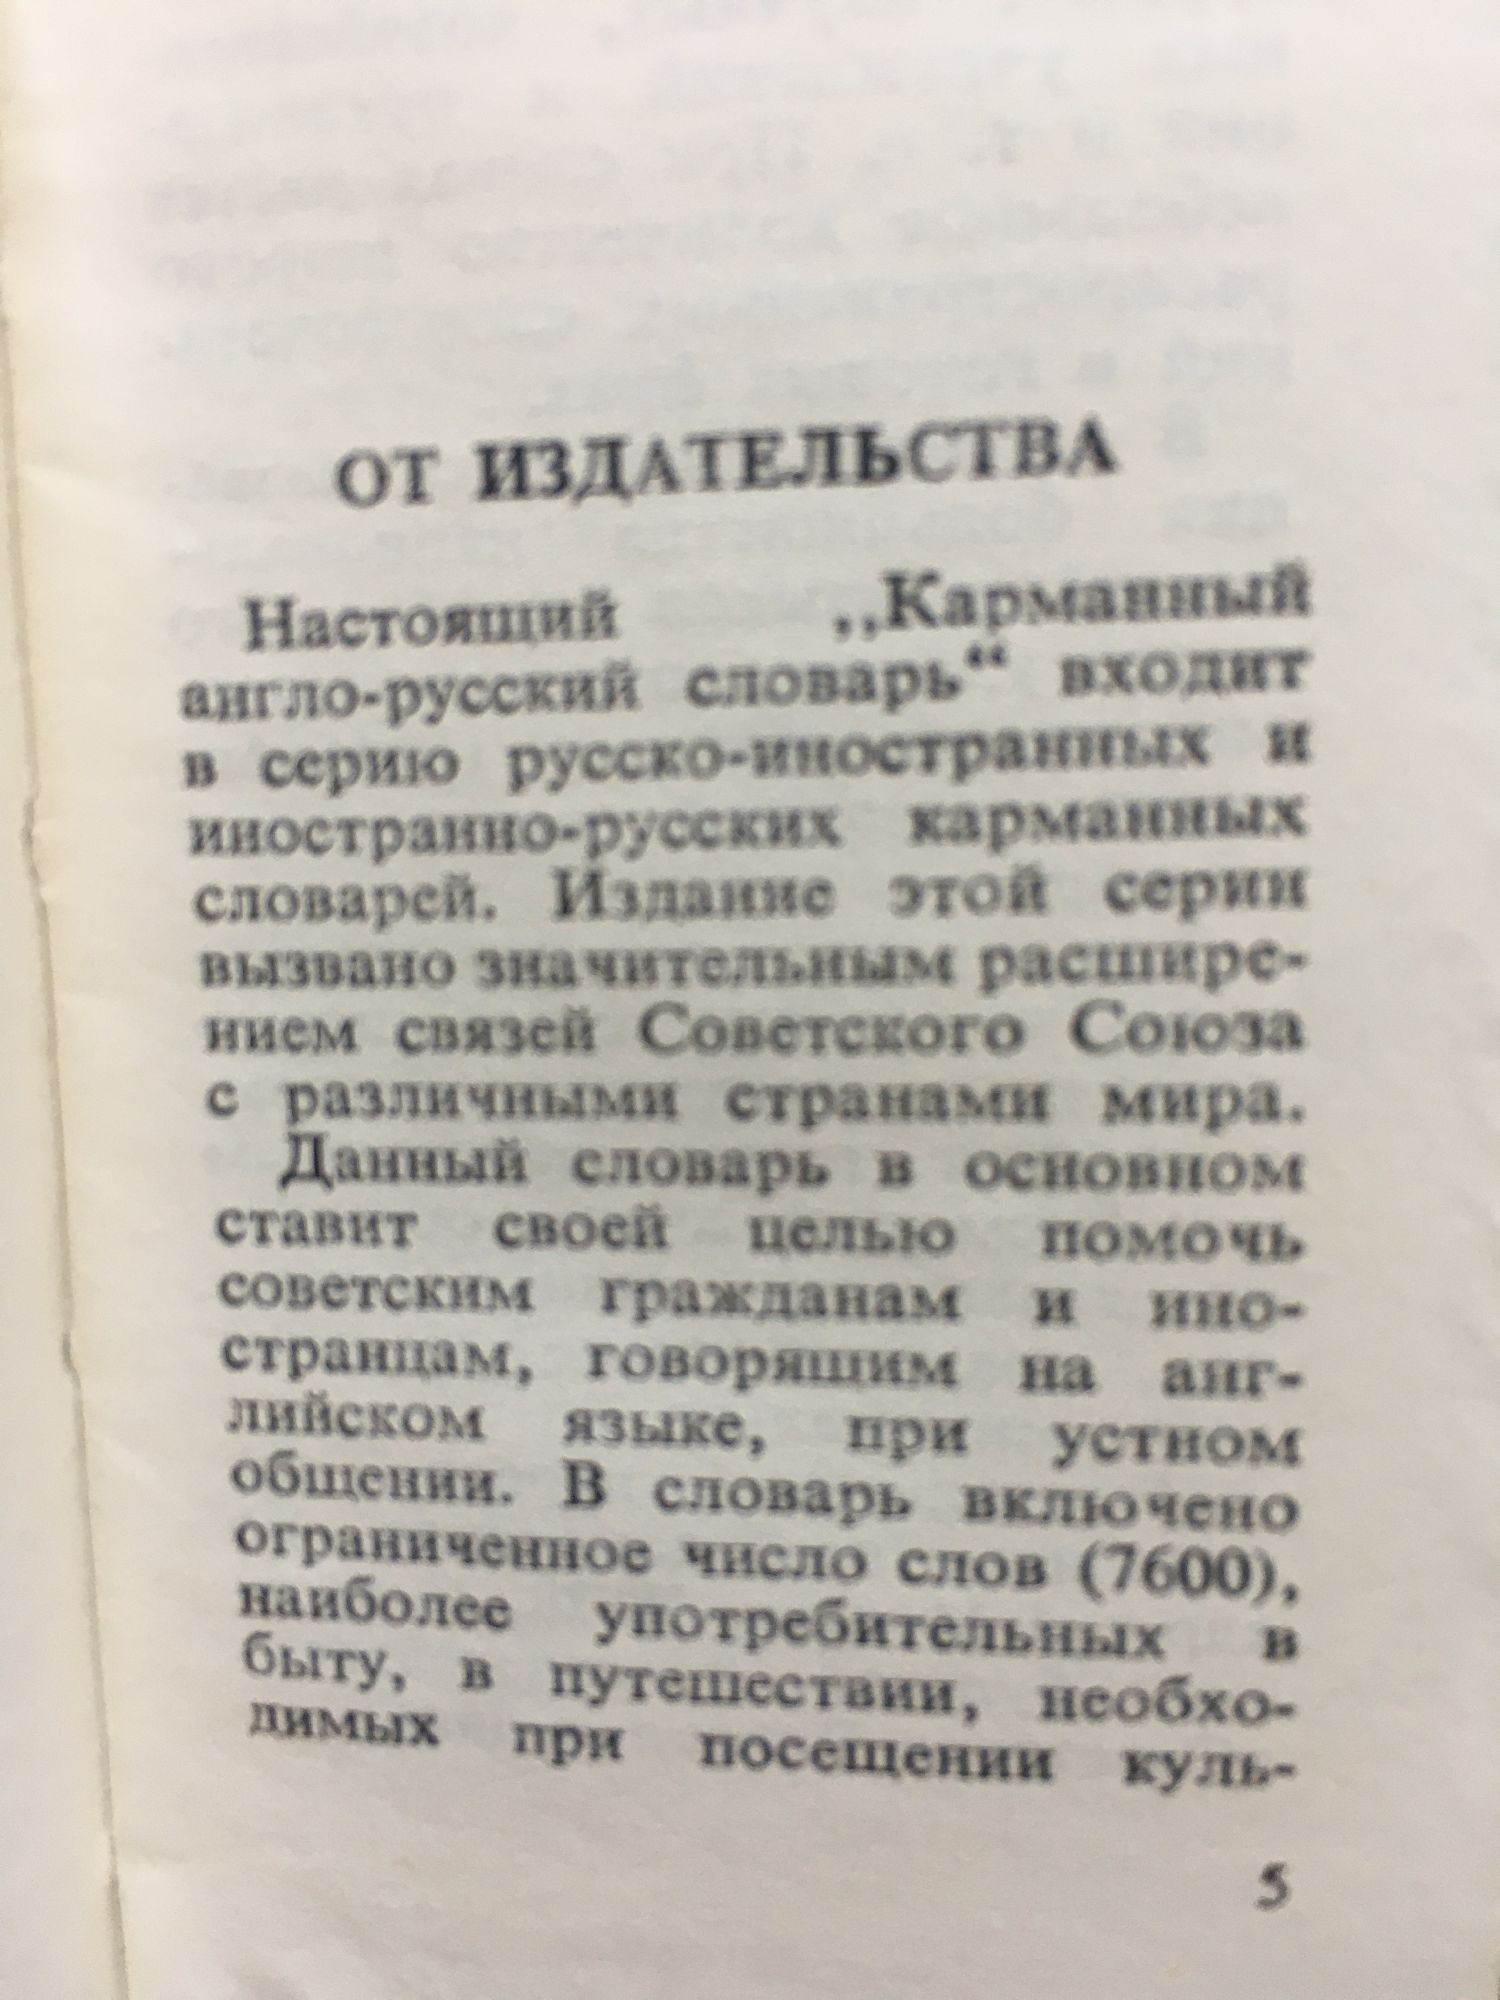 ОТ ИЗДАТЕЛЬСТВА
Настоящий ,,Карманный
англо-русский словарь“ входит
в серию русско-иностранных и
иностранно-русских карманных
словарей. Издание этой серии
вызвано значительным расшире-
нием связей Советского Союза
с различными странами мира.
Данный словарь в основном
ставит своей целью помочь
советским гражданам и ино-
странцам, говорящим на анг-
лийском языке, при устном
общении. В словарь включено
ограниченное число слов (7600),
наиболее употребительных в
быту, в путешествии, необхо-
димых при посещении куль-
5